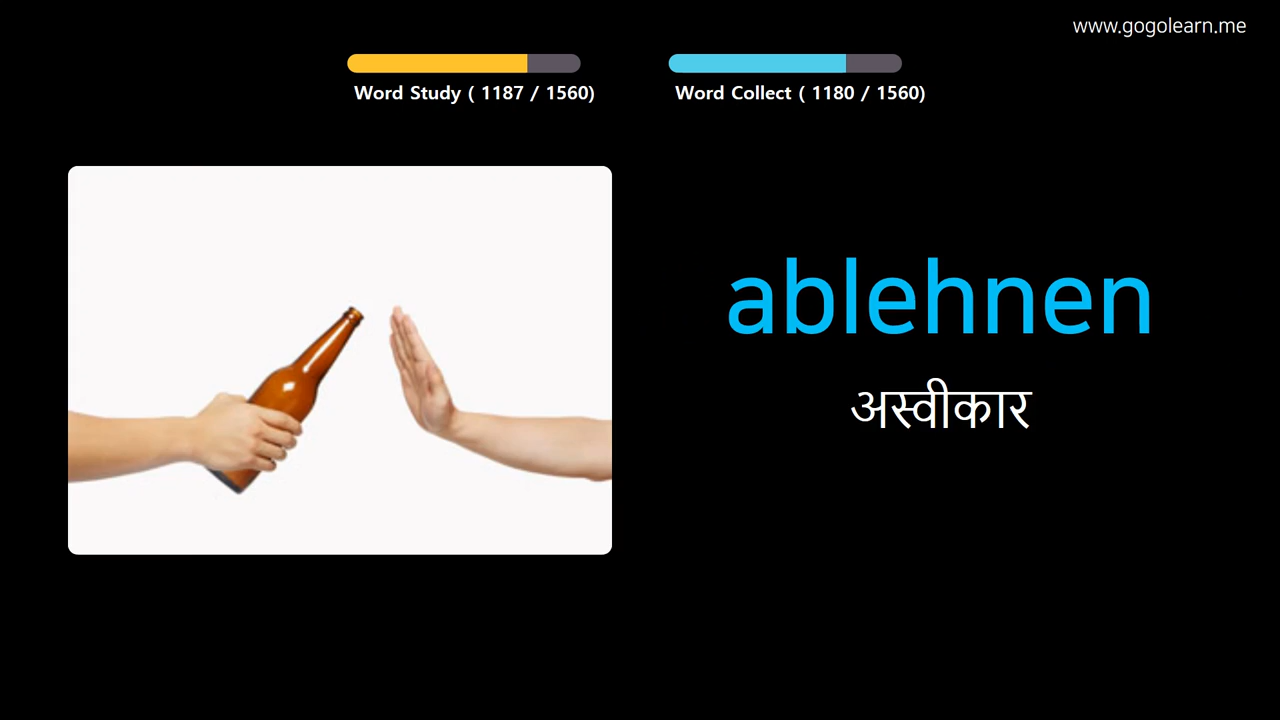 www.gogolearn.me
Word Study ( 1187 / 1560)
Word Collect ( 1180 / 1560)
ablehnen
अस्वीकार